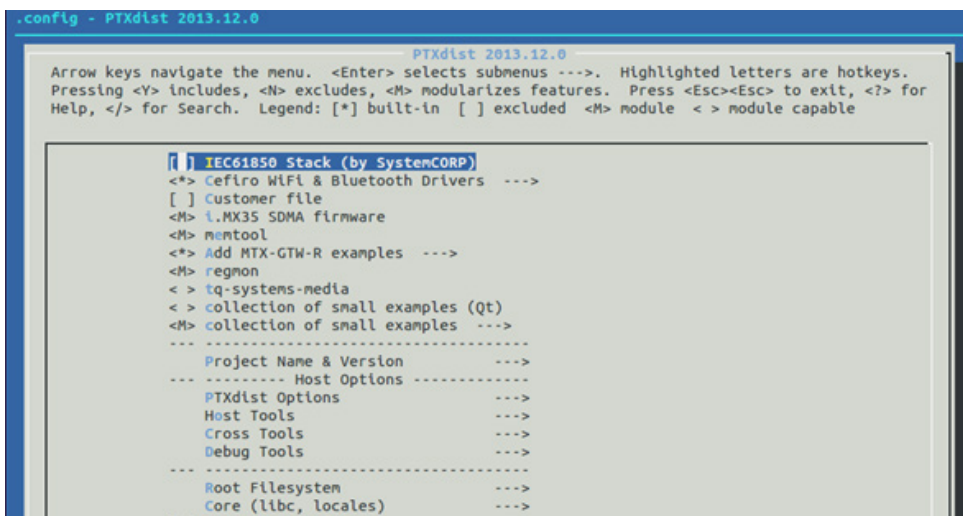 .config - PTXdist 2013.12.0
PTXdist 2013.12.0
Arrow keys navigate the menu. <Enter> selects submenus --->. Highlighted letters are hotkeys.
Pressing <Y> includes, <N> excludes, <M> modularizes features. Press <Esc><Esc> to exit, <?> for
Help, </> for Search. Legend: [*] built-in [ ] excluded <M> module < > module capable
[ ] IEC61850 Stack (by SystemCORP)
<*> Cefiro WiFi & Bluetooth Drivers --->
[ ] Customer file
<M> i.MX35 SDMA firmware
<M> memtool
<*> Add MTX-GTW-R examples --->
<M> regmon
< > tq-systems-media
< > collection of small examples (Qt)
<M> collection of small examples --->
--- ------------------------------------
Project Name & Version --->
--- --------- Host Options -------------
PTXdist Options --->
Host Tools --->
Cross Tools --->
Debug Tools --->
--- ------------------------------------
Root Filesystem --->
Core (libc, locales) --->